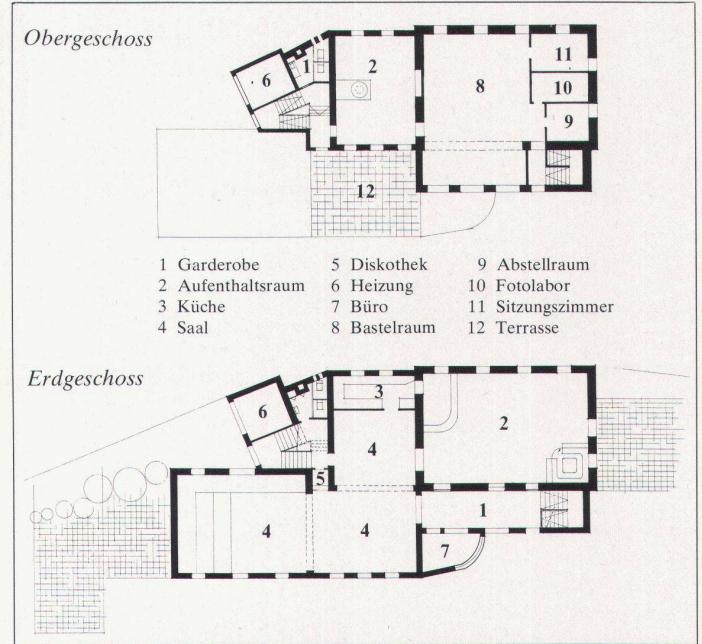 Obergeschoss
6 1 2 8 11
10
9
12
1 Garderobe 5 Diskothek 9 Abstellraum
2 Aufenthaltsraum 6 Heizung 10 Fotolabor
3 Küche 7 Büro 11 Sitzungszimmer
4 Saal 8 Bastelraum 12 Terrasse
Erdgeschoss
3
6
4 2
5
4 4 1
7